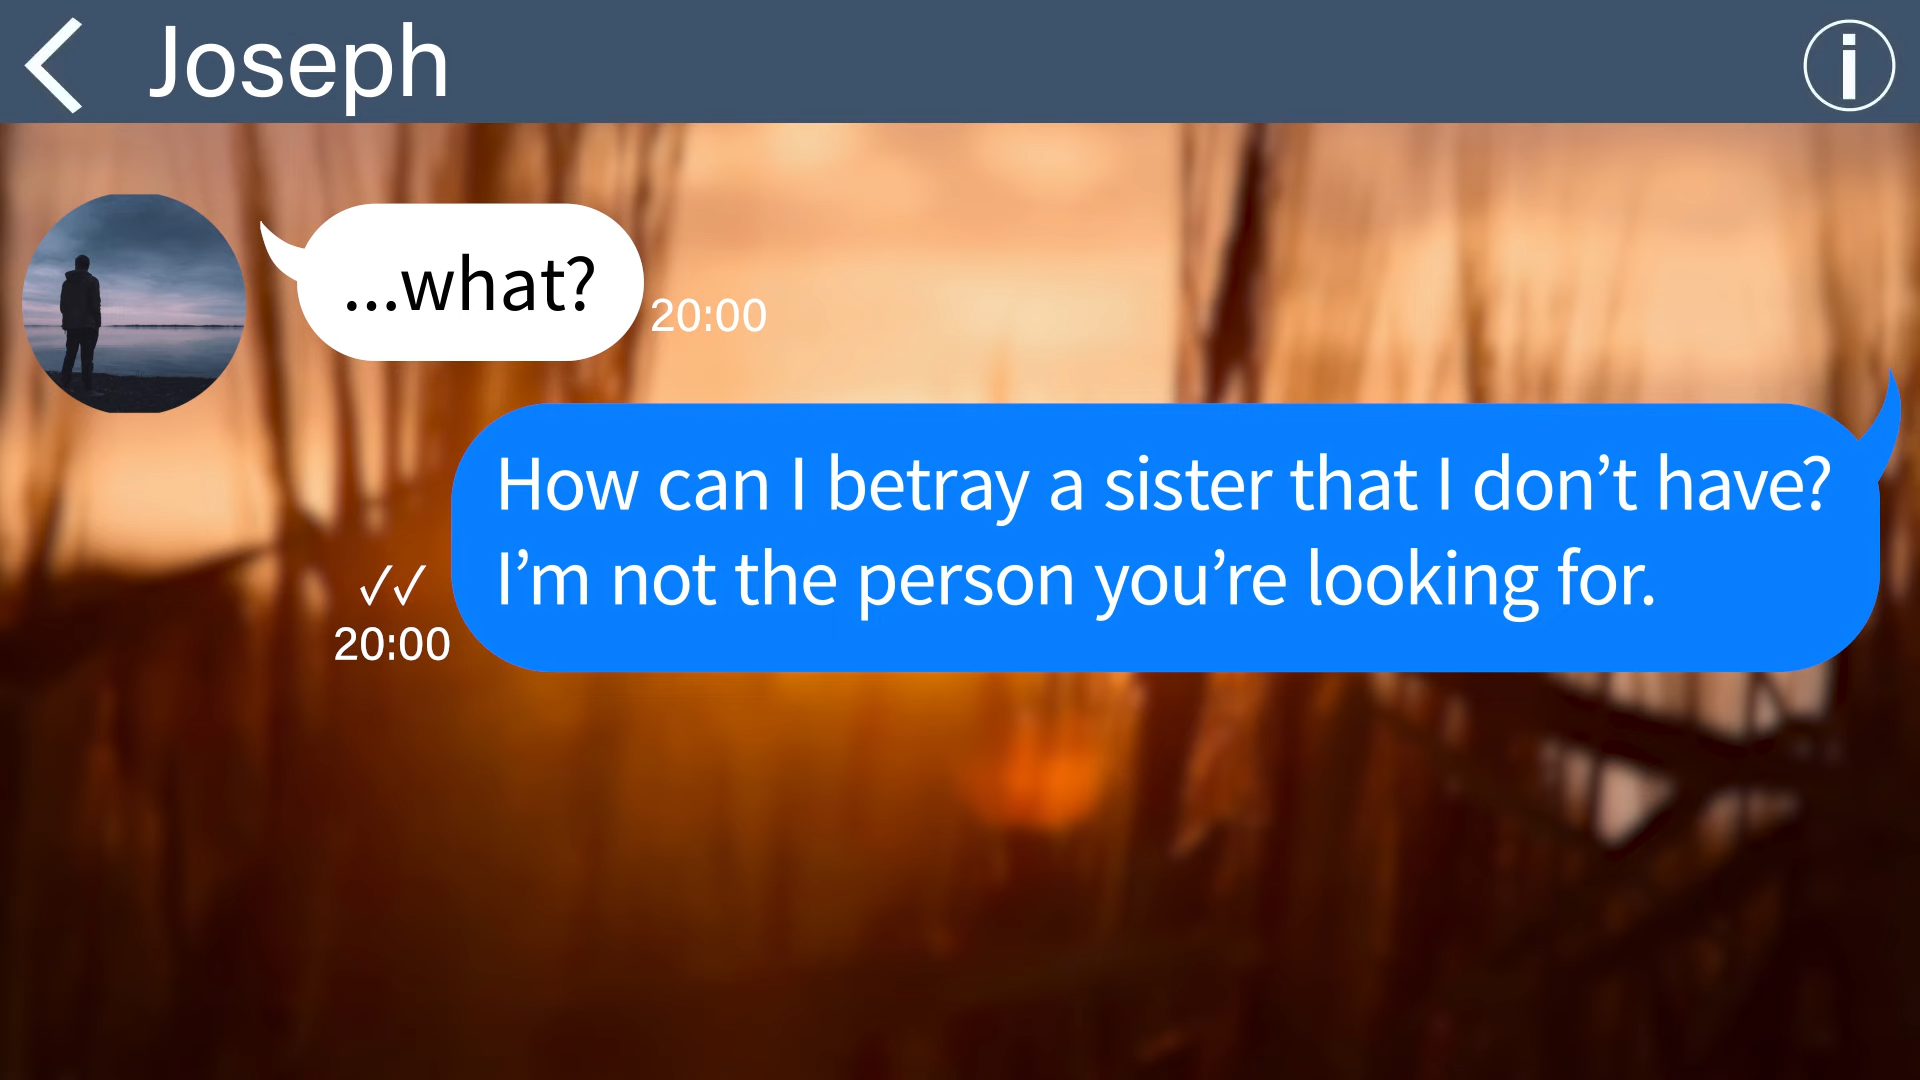 Joseph
...what?
20:00
How can I betray a sister that I don’t have?
I’m not the person you’re looking for.
✓✓
20:00